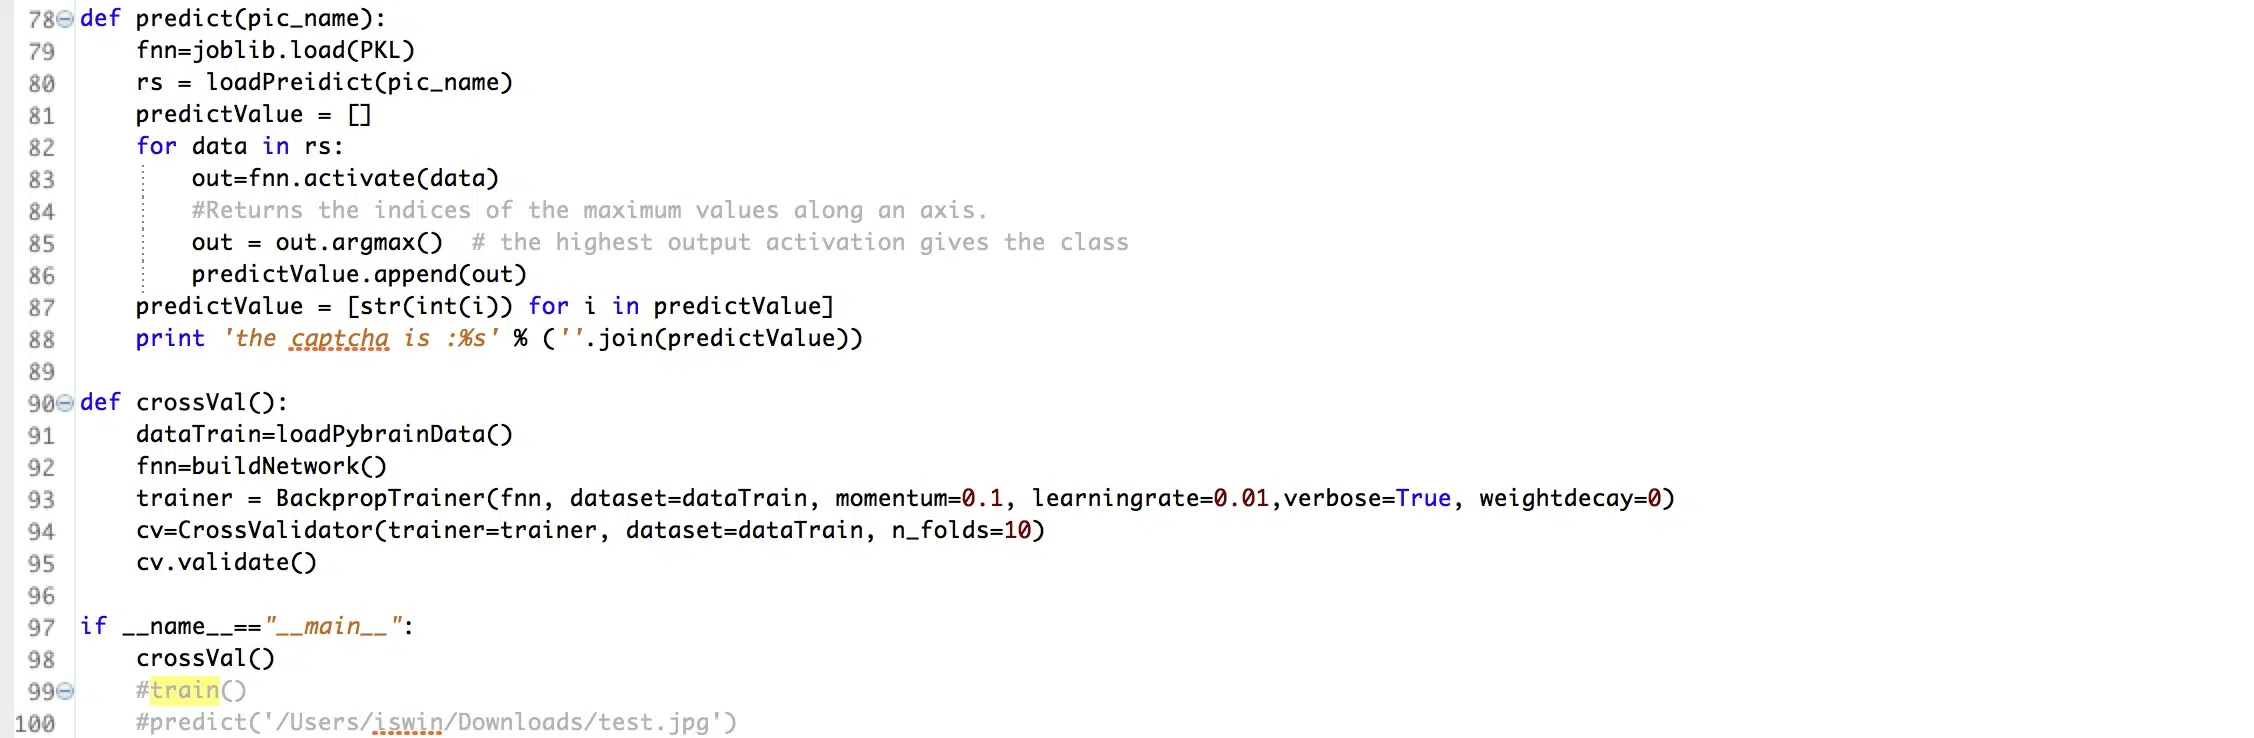 78 def predict(pic_name):
79     fnn=joblib.load(PKL)
80     rs = loadPreidict(pic_name)
81     predictValue = []
82     for data in rs:
83         out=fnn.activate(data)
84         #Returns the indices of the maximum values along an axis.
85         out = out.argmax()  # the highest output activation gives the class
86         predictValue.append(out)
87     predictValue = [str(int(i)) for i in predictValue]
88     print 'the captcha is :%s' % (''.join(predictValue))
89
90 def crossVal():
91     dataTrain=loadPybrainData()
92     fnn=buildNetwork()
93     trainer = BackpropTrainer(fnn, dataset=dataTrain, momentum=0.1, learningrate=0.01,verbose=True, weightdecay=0)
94     cv=CrossValidator(trainer=trainer, dataset=dataTrain, n_folds=10)
95     cv.validate()
96
97 if __name__=="__main__":
98     crossVal()
99     #train()
100     #predict('/Users/iswin/Downloads/test.jpg')